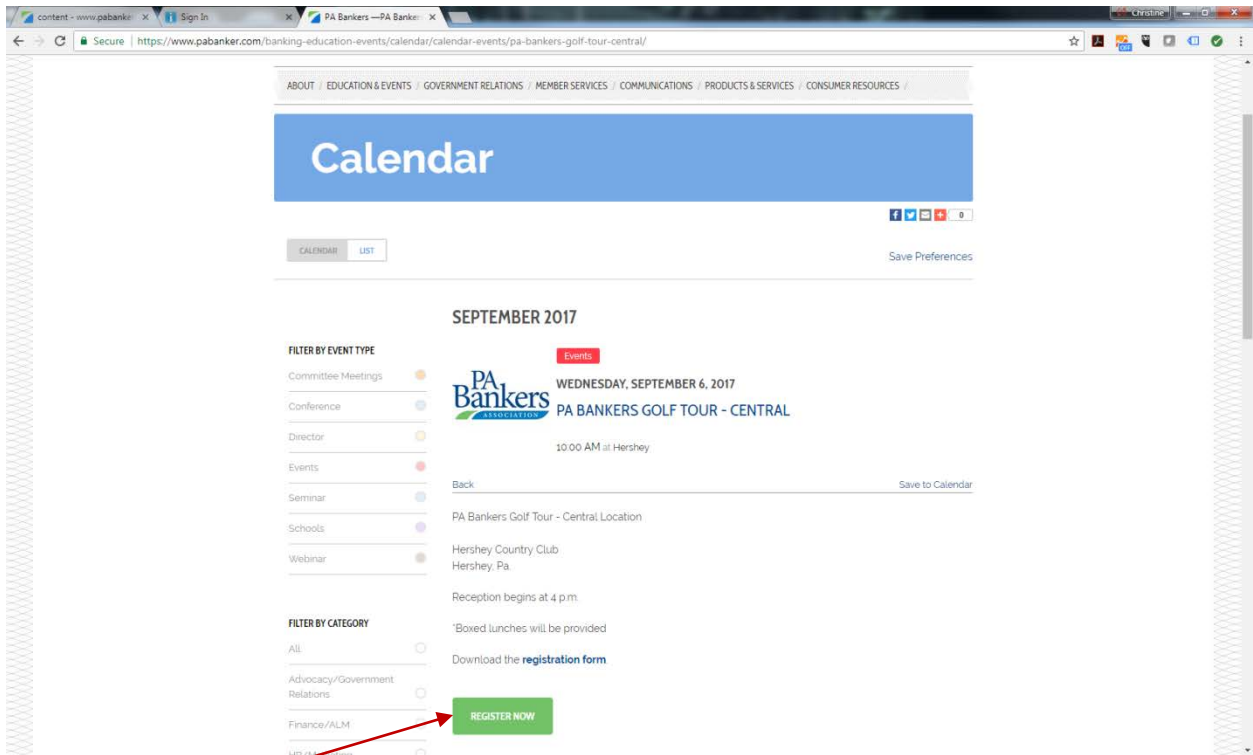 content - www.pabanke
Sign In
PA Bankers —PA Banker
Christine
Secure | https://www.pabanker.com/banking-education-events/calendar/calendar-events/pa-bankers-golf-tour-central/
OFF
ABOUT / EDUCATION & EVENTS / GOVERNMENT RELATIONS / MEMBER SERVICES / COMMUNICATIONS / PRODUCTS & SERVICES / CONSUMER RESOURCES /
Calendar
0
CALENDAR LIST
Save Preferences
SEPTEMBER 2017
FILTER BY EVENT TYPE
Committee Meetings
Conference
Director
Events
Seminar
Schools
Webinar
FILTER BY CATEGORY
All
Advocacy/Government
Relations
Finance/ALM
Events
PA
Bankers
ASSOCIATION
WEDNESDAY, SEPTEMBER 6, 2017
PA BANKERS GOLF TOUR - CENTRAL
10:00 AM at Hershey
Back
Save to Calendar
PA Bankers Golf Tour - Central Location
Hershey Country Club
Hershey, Pa.
Reception begins at 4 p.m.
*Boxed lunches will be provided
Download the registration form
REGISTER NOW